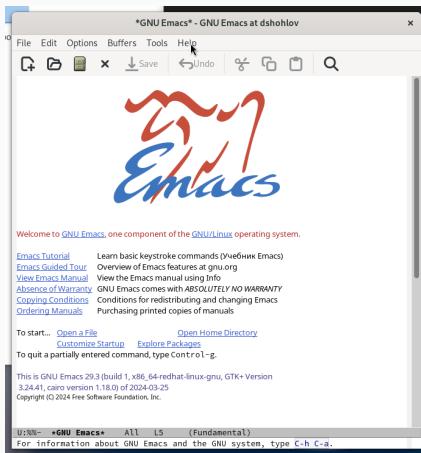 *GNU Emacs* - GNU Emacs at dshohlov ×
File Edit Options Buffers Tools Help
Save Undo
Emacs
Welcome to GNU Emacs, one component of the GNU/Linux operating system.
Emacs Tutorial Learn basic keystroke commands (Учебник Emacs)
Emacs Guided Tour Overview of Emacs features at gnu.org
View Emacs Manual View the Emacs manual using Info
Absence of Warranty GNU Emacs comes with ABSOLUTELY NO WARRANTY
Copying Conditions Conditions for redistributing and changing Emacs
Ordering Manuals Purchasing printed copies of manuals
To start... Open a File Open Home Directory
Customize Startup Explore Packages
To quit a partially entered command, type Control-g.
This is GNU Emacs 29.3 (build 1, x86_64-redhat-linux-gnu, GTK+ Version
3.24.41, cairo version 1.18.0) of 2024-03-25
Copyright (C) 2024 Free Software Foundation, Inc.
U:%%- *GNU Emacs* All L5 (Fundamental)
For information about GNU Emacs and the GNU system, type C-h C-a.